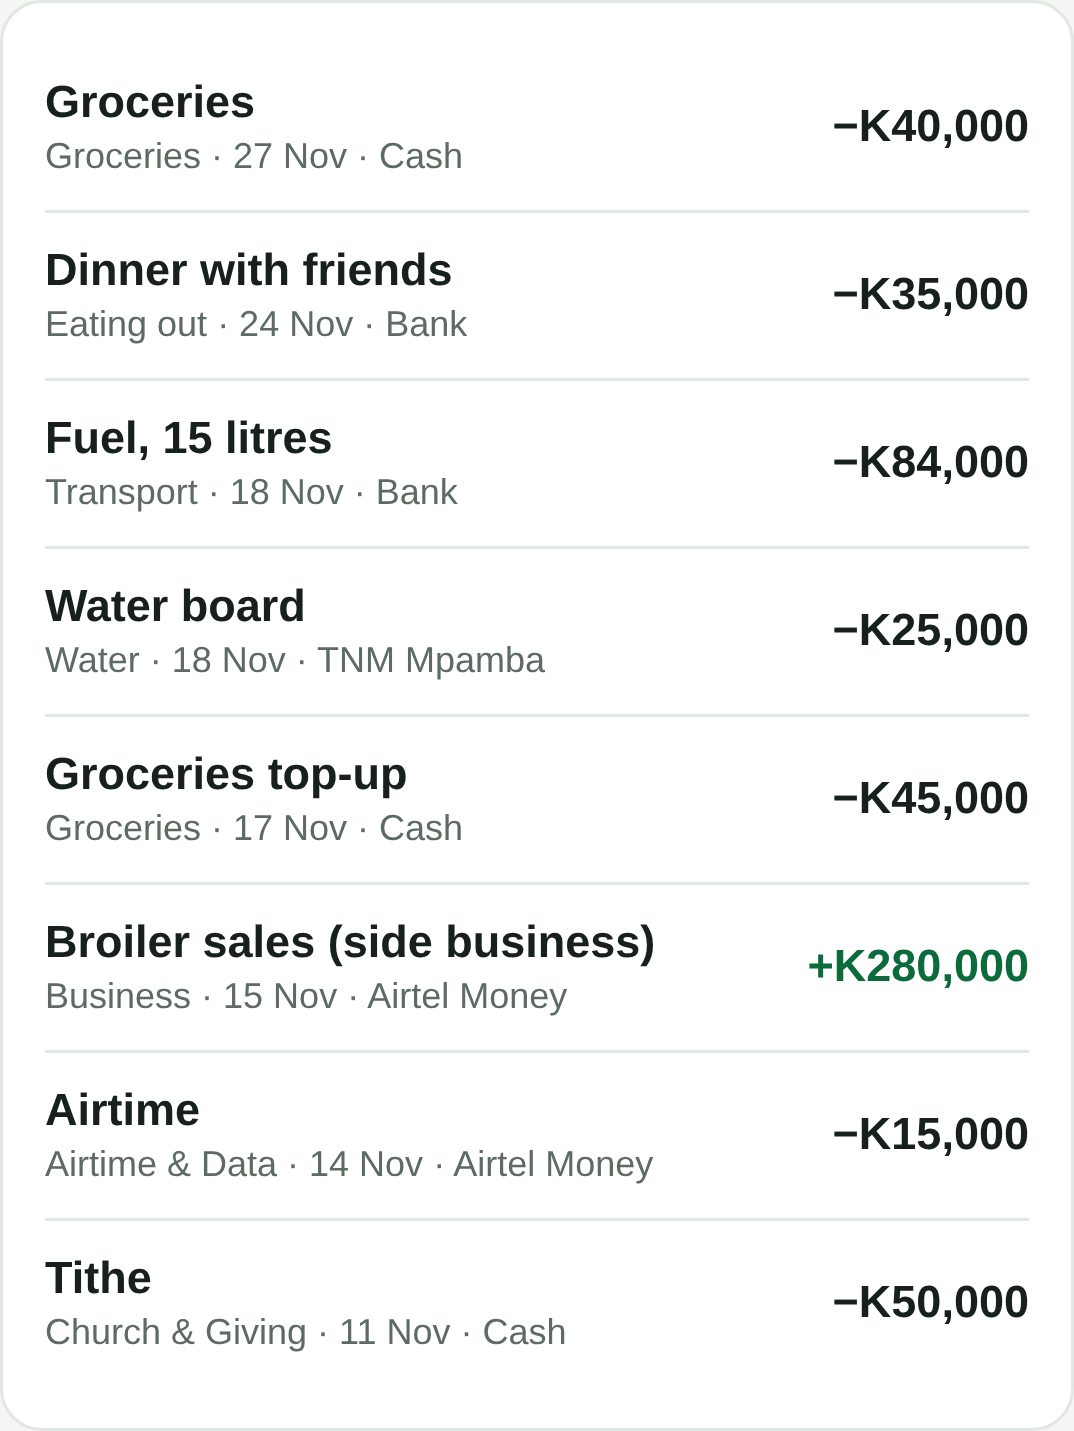 Groceries
Groceries · 27 Nov · Cash
−K40,000
Dinner with friends
Eating out · 24 Nov · Bank
−K35,000
Fuel, 15 litres
Transport · 18 Nov · Bank
−K84,000
Water board
Water · 18 Nov · TNM Mpamba
−K25,000
Groceries top-up
Groceries · 17 Nov · Cash
−K45,000
Broiler sales (side business)
Business · 15 Nov · Airtel Money
+K280,000
Airtime
Airtime & Data · 14 Nov · Airtel Money
−K15,000
Tithe
Church & Giving · 11 Nov · Cash
−K50,000